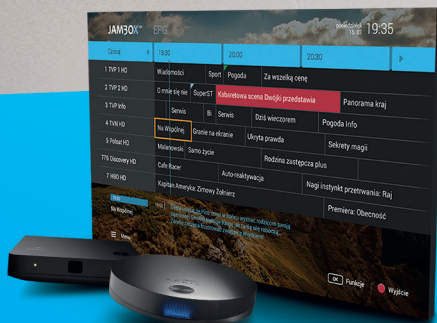 JAMBOX EPG poniedziałek 19:35
Dzisiaj 19:30 20:00 20:30
1 TVP 1 HD Wiadomości Sport Pogoda Za wszelką cenę
2 TVP 2 HD O mnie się nie SuperST Kabaretowa scena Dwójki przedstawia Panorama kraj
3 TVP Info Serwis Bi Serwis Dziś wieczorem Pogoda Info
4 TVN HD Na Wspólnej Granie na ekranie Ukryta prawda Sekrety magii
5 Polsat HD Malanowski Samo życie Rodzina zastępcza plus
776 Discovery HD Cafe Racer Auto-reaktywacja Nagi instynkt przetrwania: Raj
7 HBO HD Kapitan Ameryka: Zimowy Żołnierz Premiera: Obecność
Na Wspólnej
Menu
OK Funkcje Wyjście